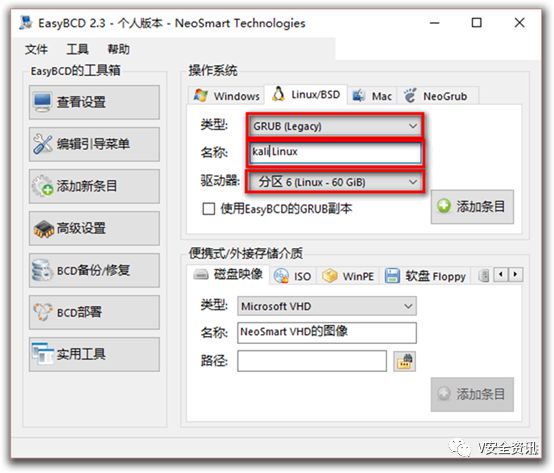 EasyBCD 2.3 - 个人版本 - NeoSmart Technologies
文件 工具 帮助
EasyBCD的工具箱
查看设置
编辑引导菜单
添加新条目
高级设置
BCD备份/修复
BCD部署
实用工具
操作系统
Windows Linux/BSD Mac NeoGrub
类型: GRUB (Legacy)
名称: kaliLinux
驱动器: 分区 6 (Linux - 60 GiB)
使用EasyBCD的GRUB副本
添加条目
便携式/外接存储介质
磁盘映像 ISO WinPE 软盘 Floppy
类型: Microsoft VHD
名称: NeoSmart VHD的图像
路径:
添加条目
V安全资讯